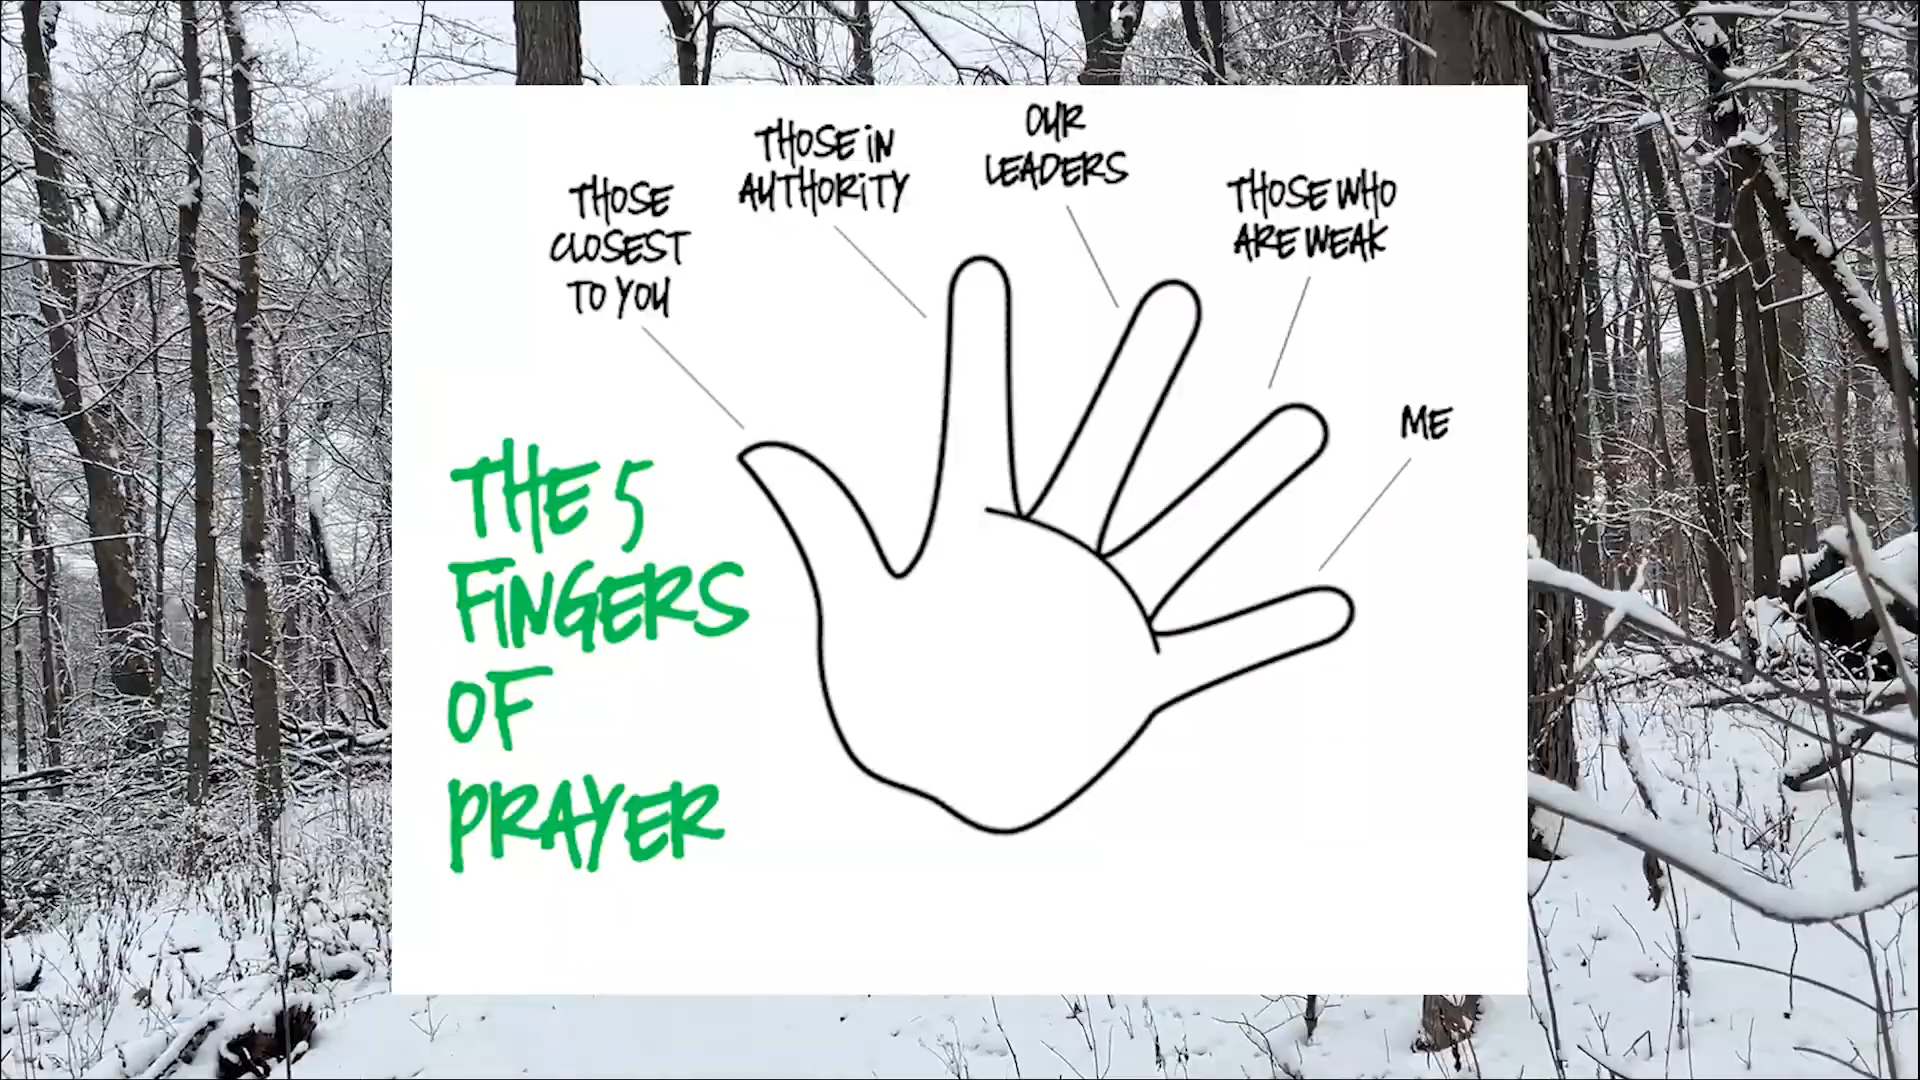 THOSE
CLOSEST
TO YOU
THOSE iN
AUTHORiTY
OUR
LEADERS
THOSE WHO
ARE WEAK
ME
THE 5
FiNGERS
OF
PRAYER